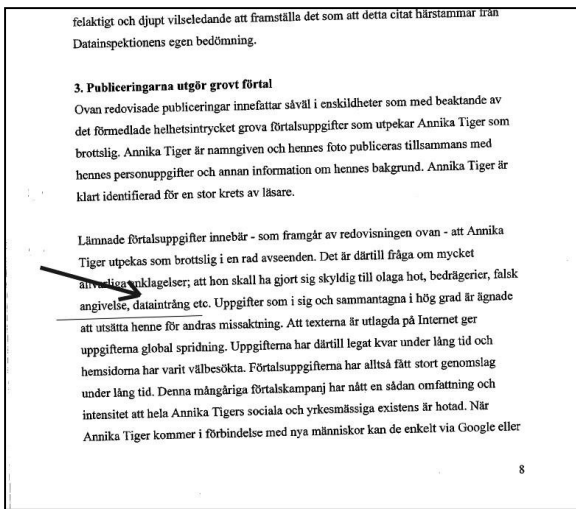 felaktigt och djupt vilseledande att framställa det som att detta citat härstammar från
Datainspektionens egen bedömning.
3. Publiceringarna utgör grovt förtal
Ovan redovisade publiceringar innefattar såväl i enskildheter som med beaktande av
det förmedlade helhetsintrycket grova förtalsuppgifter som utpekar Annika Tiger som
brottslig. Annika Tiger är namngiven och hennes foto publiceras tillsammans med
hennes personuppgifter och annan information om hennes bakgrund. Annika Tiger är
klart identifierad för en stor krets av läsare.
Lämnade förtalsuppgifter innebär - som framgår av redovisningen ovan - att Annika
Tiger utpekas som brottslig i en rad avseenden. Det är därtill fråga om mycket
allvarliga anklagelser; att hon skall ha gjort sig skyldig till olaga hot, bedrägerier, falsk
angivelse, dataintrång etc. Uppgifter som i sig och sammantagna i hög grad är ägnade
att utsätta henne för andras missaktning. Att texterna är utlagda på Internet ger
uppgifterna global spridning. Uppgifterna har därtill legat kvar under lång tid och
hemsidorna har varit välbesökta. Förtalsuppgifterna har alltså fått stort genomslag
under lång tid. Denna mångåriga förtalskampanj har nått en sådan omfattning och
intensitet att hela Annika Tigers sociala och yrkesmässiga existens är hotad. När
Annika Tiger kommer i förbindelse med nya människor kan de enkelt via Google eller
8